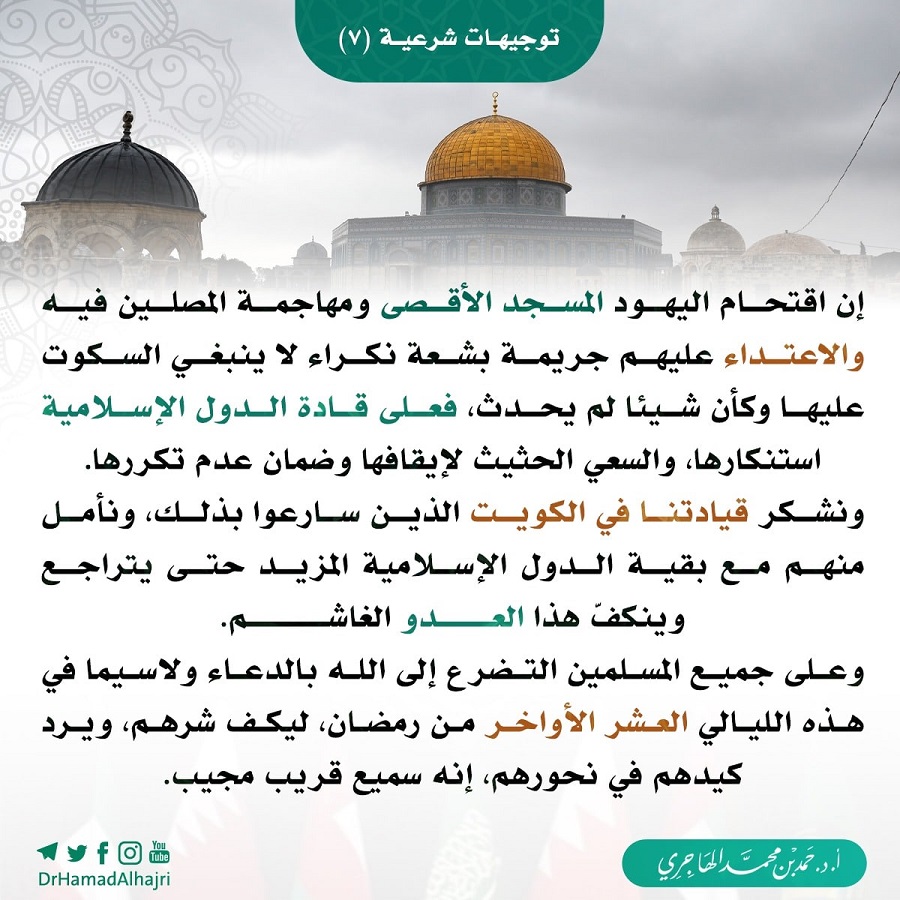 توجيهات شرعية (٧)
إن اقتحام اليهود المسجد الأقصى ومهاجمة المصلين فيه
والاعتداء عليهم جريمة بشعة نكراء لا ينبغي السكوت
عليها وكأن شيئا لم يحدث، فعلى قادة الدول الإسلامية
استنكارها، والسعي الحثيث لإيقافها وضمان عدم تكررها.
ونشكر قيادتنا في الكويت الذين سارعوا بذلك، ونأمل
منهم مع بقية الدول الإسلامية المزيد حتى يتراجع
وينكفّ هذا العدو الغاشم.
وعلى جميع المسلمين التضرع إلى الله بالدعاء ولاسيما في
هذه الليالي العشر الأواخر من رمضان، ليكف شرهم، ويرد
كيدهم في نحورهم، إنه سميع قريب مجيب.
أ.د. حَمَد بْن محمَّد الهَاجِرِي
You Tube
DrHamadAlhajri